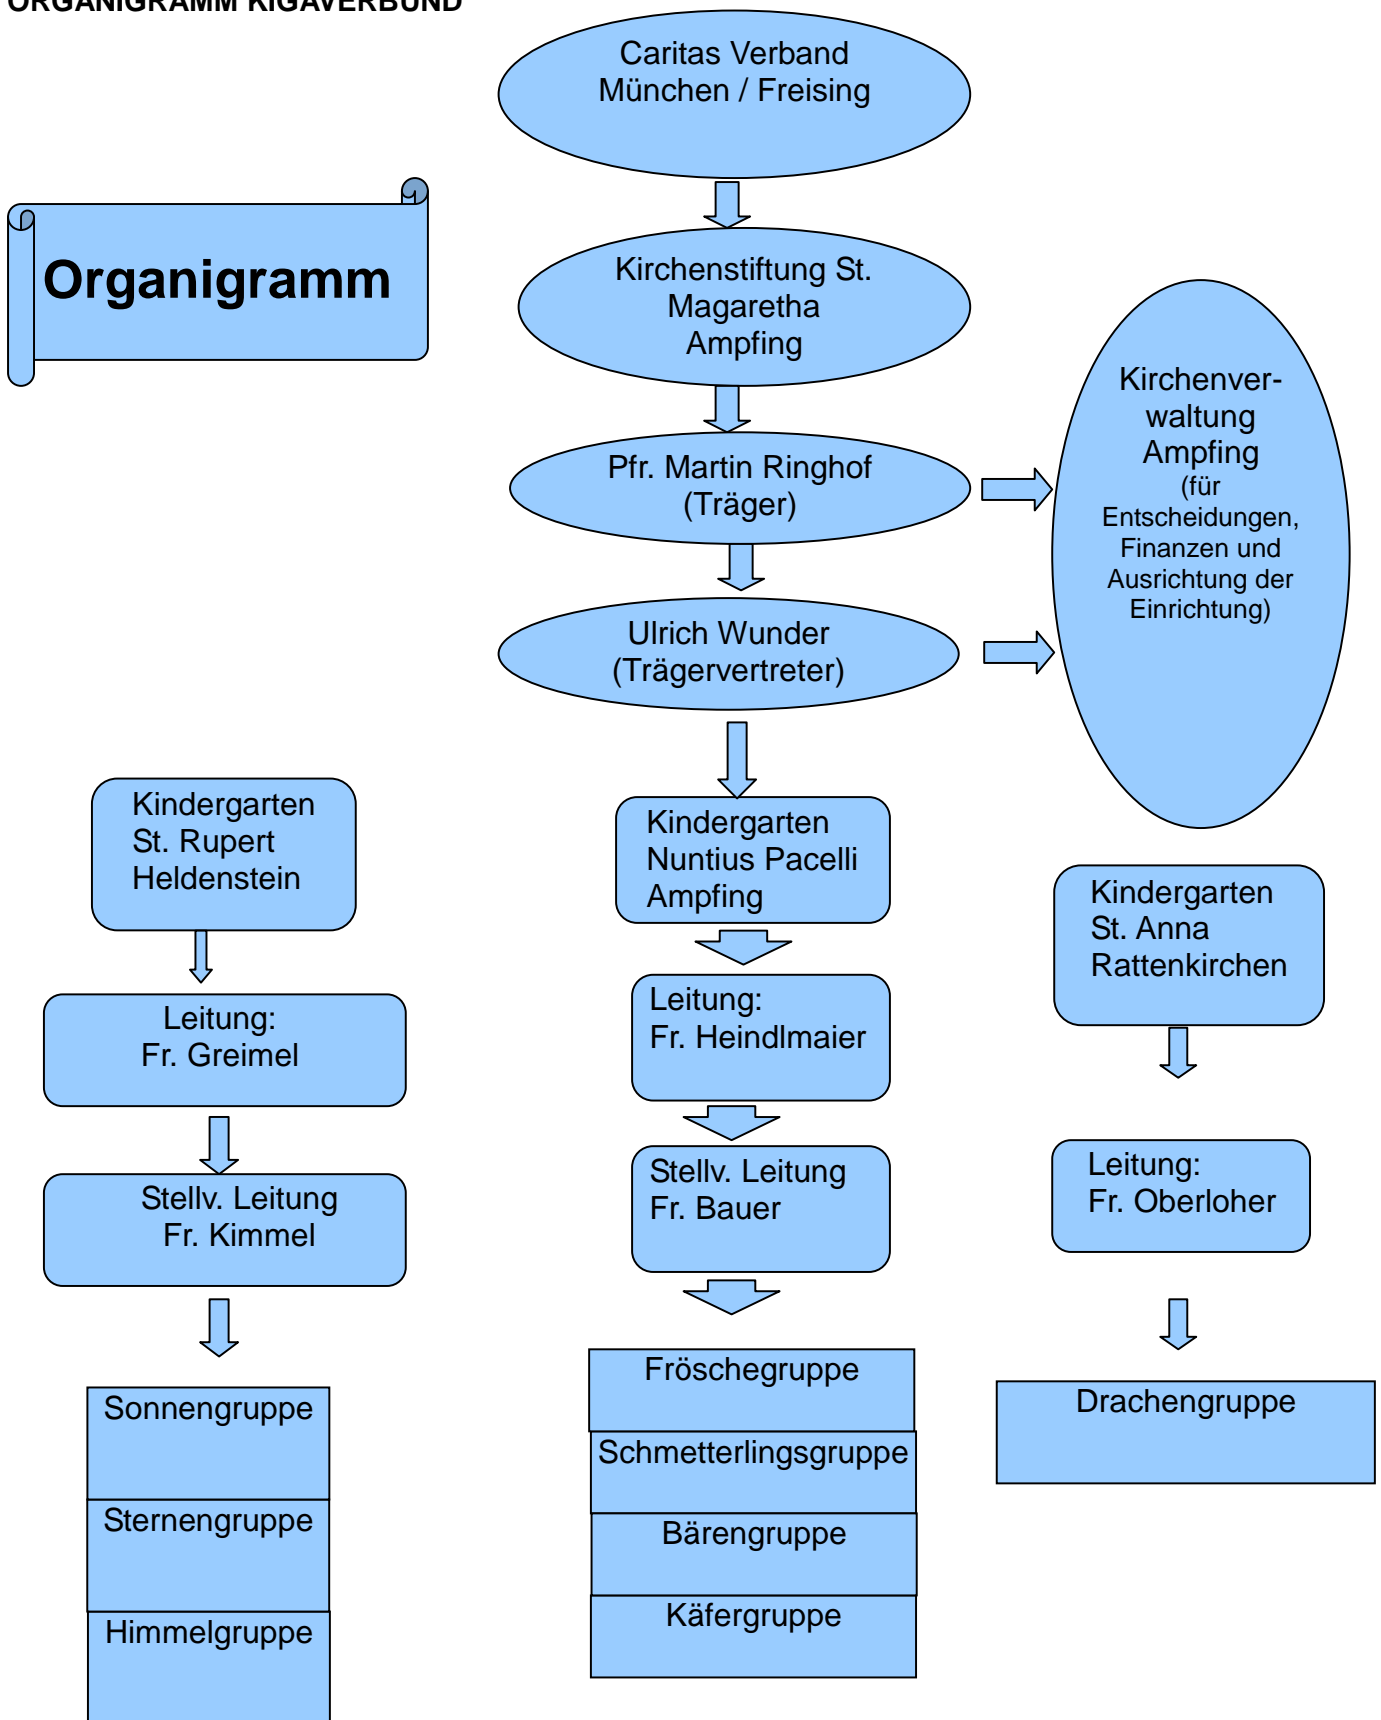 ORGANIGRAMM KIGAVERBUND
Caritas Verband
München / Freising
Organigramm
Kirchenstiftung St.
Magaretha
Ampfing
Pfr. Martin Ringhof
(Träger)
Kirchenver-
waltung
Ampfing
(für
Entscheidungen,
Finanzen und
Ausrichtung der
Einrichtung)
Ulrich Wunder
(Trägervertreter)
Kindergarten
St. Rupert
Heldenstein
Leitung:
Fr. Greimel
Stellv. Leitung
Fr. Kimmel
Sonnengruppe
Sternengruppe
Himmelgruppe
Kindergarten
Nuntius Pacelli
Ampfing
Leitung:
Fr. Heindlmaier
Stellv. Leitung
Fr. Bauer
Fröschegruppe
Schmetterlingsgruppe
Bärengruppe
Käfergruppe
Kindergarten
St. Anna
Rattenkirchen
Leitung:
Fr. Oberloher
Drachengruppe